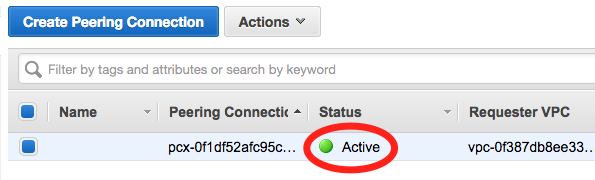 Create Peering Connection Actions
Filter by tags and attributes or search by keyword
Name Peering Connectic Status Requester VPC
pcx-0f1df52afc95c... Active vpc-0f387db8ee33...